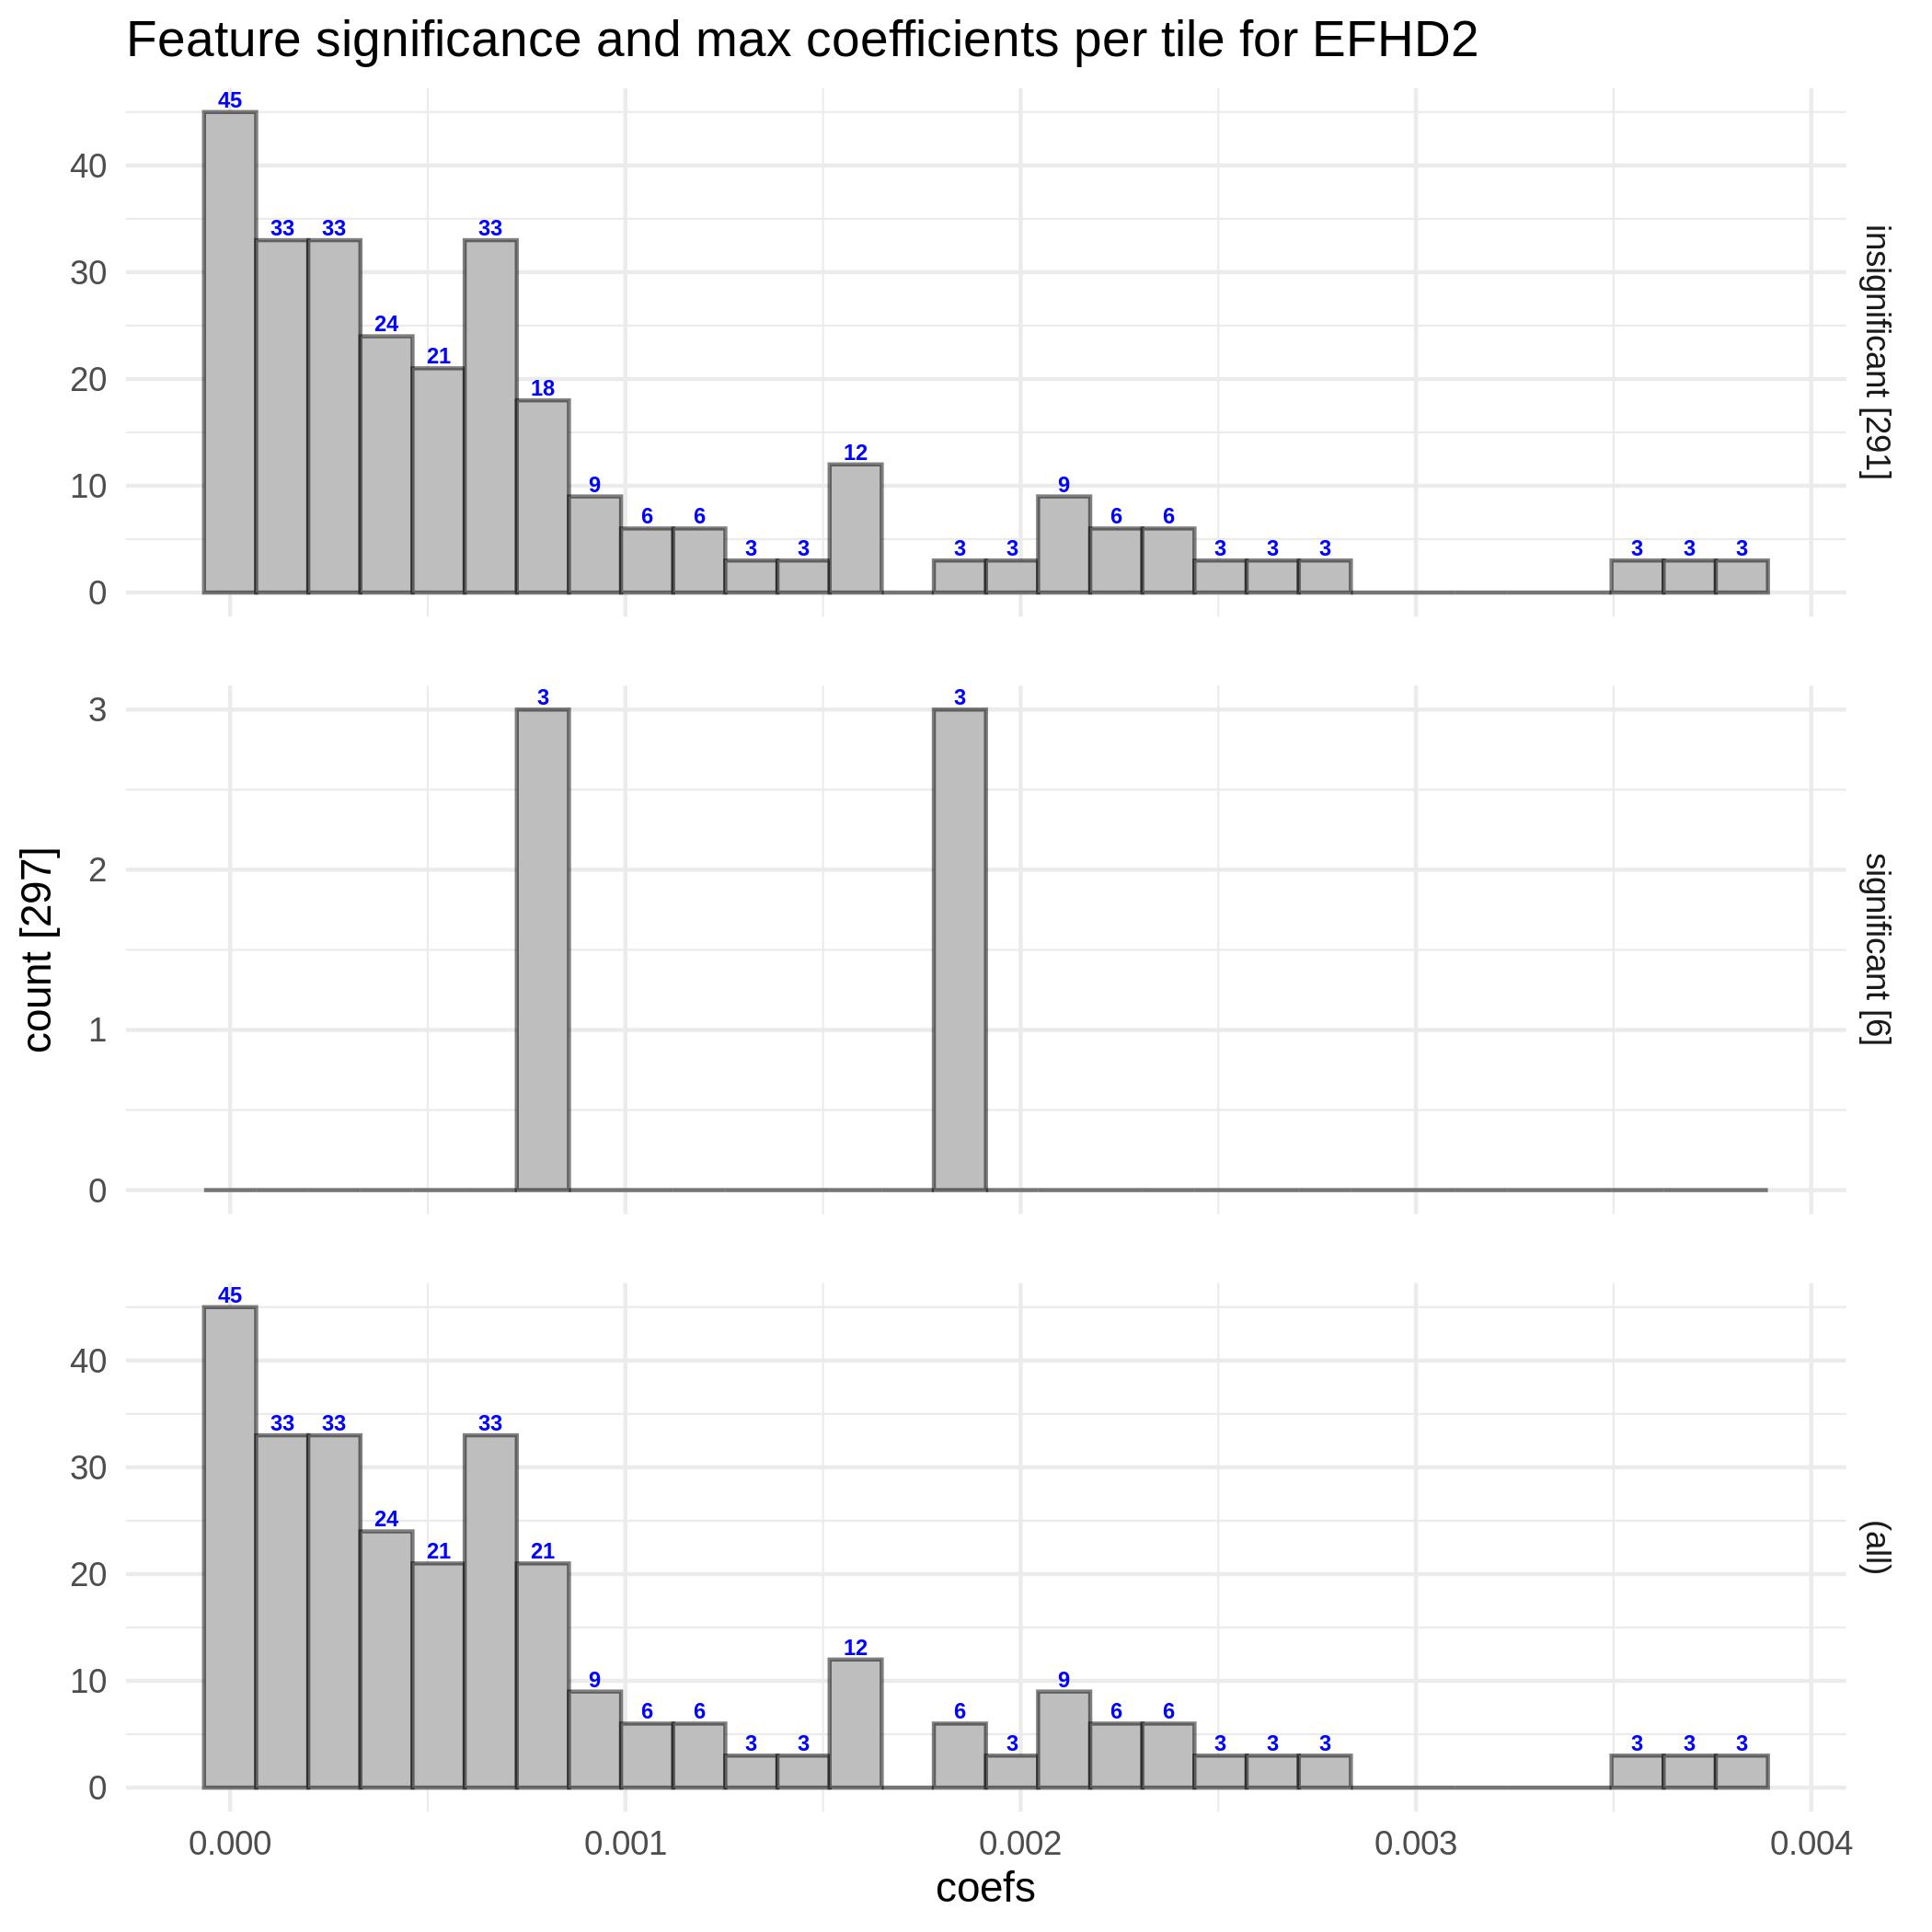 Feature significance and max coefficients per tile for EFHD2
45
33 33 24 21 33 18 9 6 6 3 3 12 3 3 9 6 6 3 3 3 3 3 3
40
30
20
10
0
insignificant [291]
3 3
3
2
1
0
significant [6]
count [297]
45
33 33 24 21 33 21 9 6 6 3 3 12 6 3 9 6 6 3 3 3 3 3 3
40
30
20
10
0
(all)
0.000 0.001 0.002 0.003 0.004
coefs